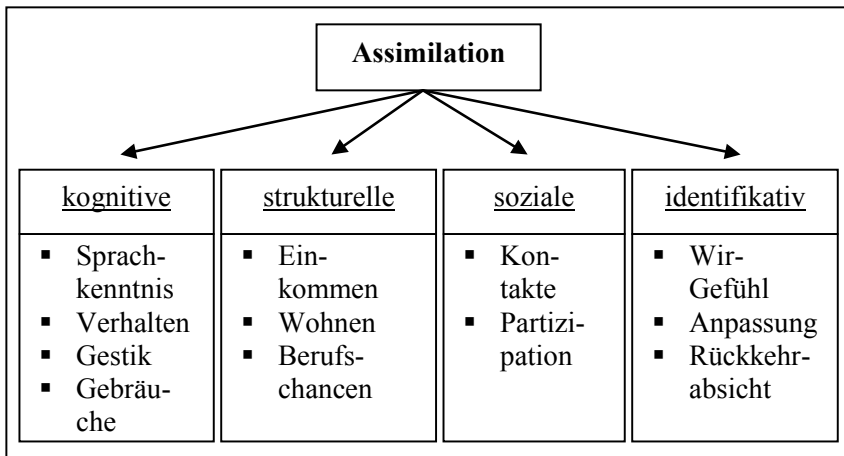 Assimilation
kognitive
▪ Sprach-
kenntnis
▪ Verhalten
▪ Gestik
▪ Gebräu-
che
strukturelle
▪ Ein-
kommen
▪ Wohnen
▪ Berufs-
chancen
soziale
▪ Kon-
takte
▪ Partizi-
pation
identifikativ
▪ Wir-
Gefühl
▪ Anpassung
▪ Rückkehr-
absicht